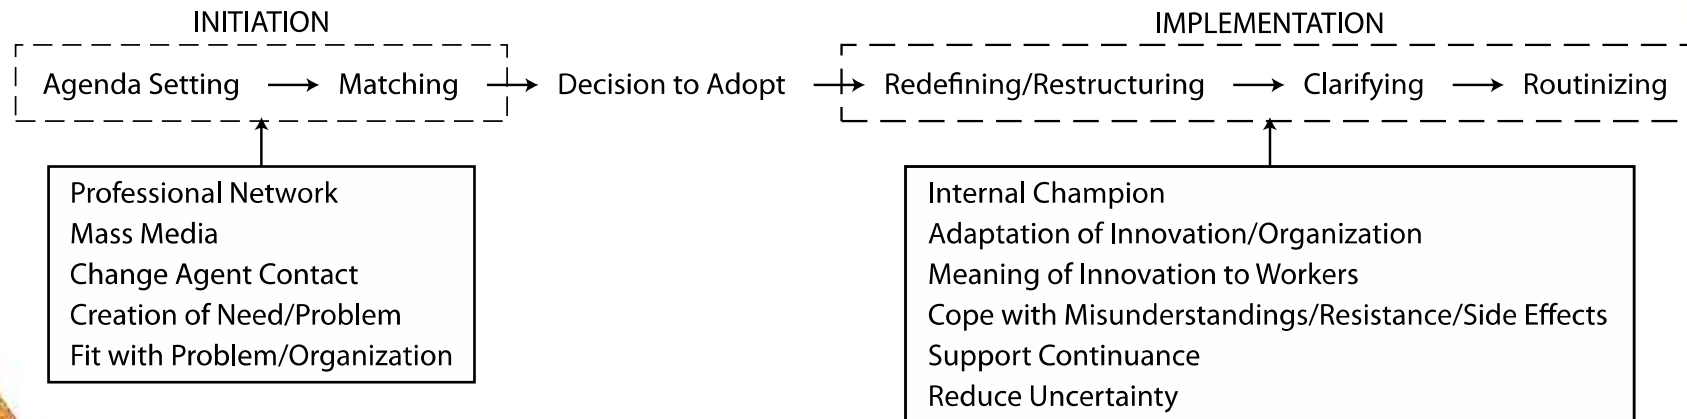 INITIATION
IMPLEMENTATION
Agenda Setting → Matching → Decision to Adopt → Redefining/Restructuring → Clarifying → Routinizing
Professional Network
Mass Media
Change Agent Contact
Creation of Need/Problem
Fit with Problem/Organization
Internal Champion
Adaptation of Innovation/Organization
Meaning of Innovation to Workers
Cope with Misunderstandings/Resistance/Side Effects
Support Continuance
Reduce Uncertainty